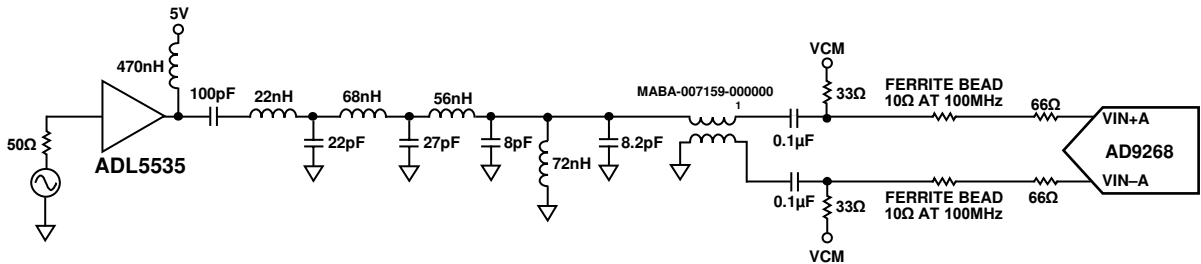 5V
470nH
100pF
22nH
68nH
56nH
MABA-007159-000000
1
VCM
33Ω
FERRITE BEAD
10Ω AT 100MHz
66Ω
VIN+A
50Ω
ADL5535
22pF
27pF
8pF
72nH
8.2pF
0.1µF
AD9268
VIN–A
0.1µF
33Ω
FERRITE BEAD
10Ω AT 100MHz
66Ω
VCM